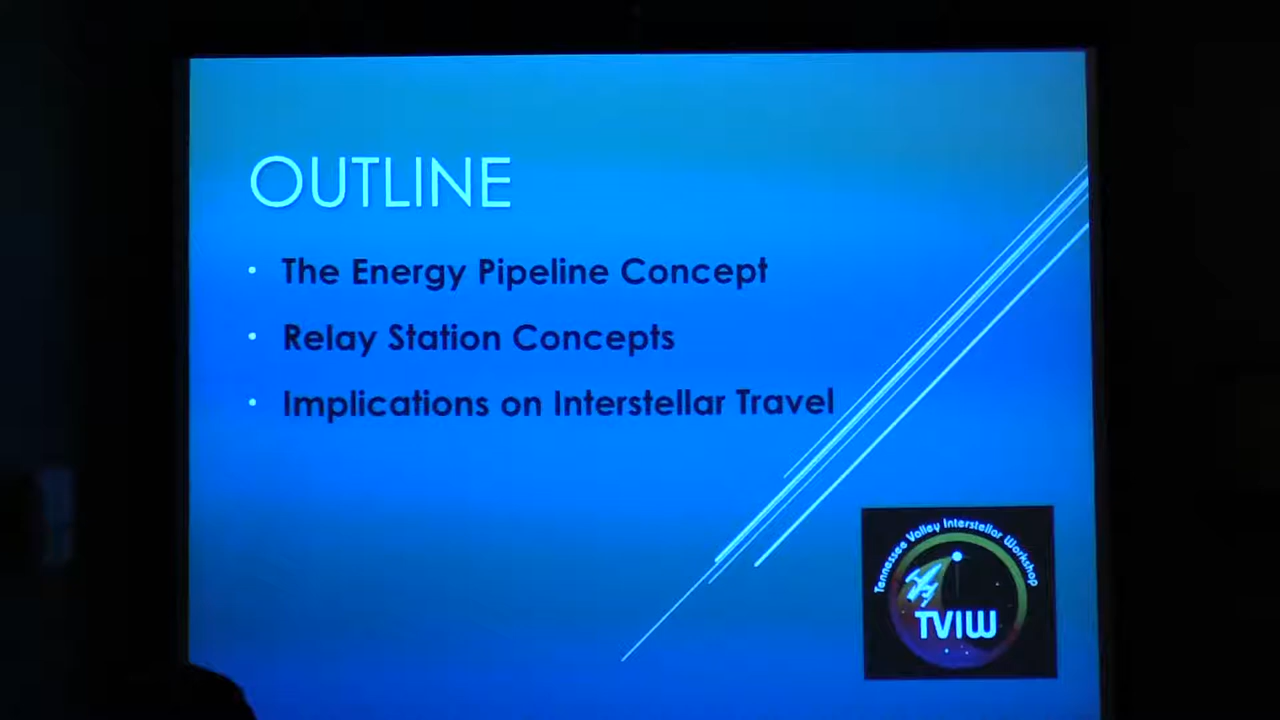 OUTLINE
• The Energy Pipeline Concept
• Relay Station Concepts
• Implications on Interstellar Travel
Tennessee Valley Interstellar Workshop
TVIW